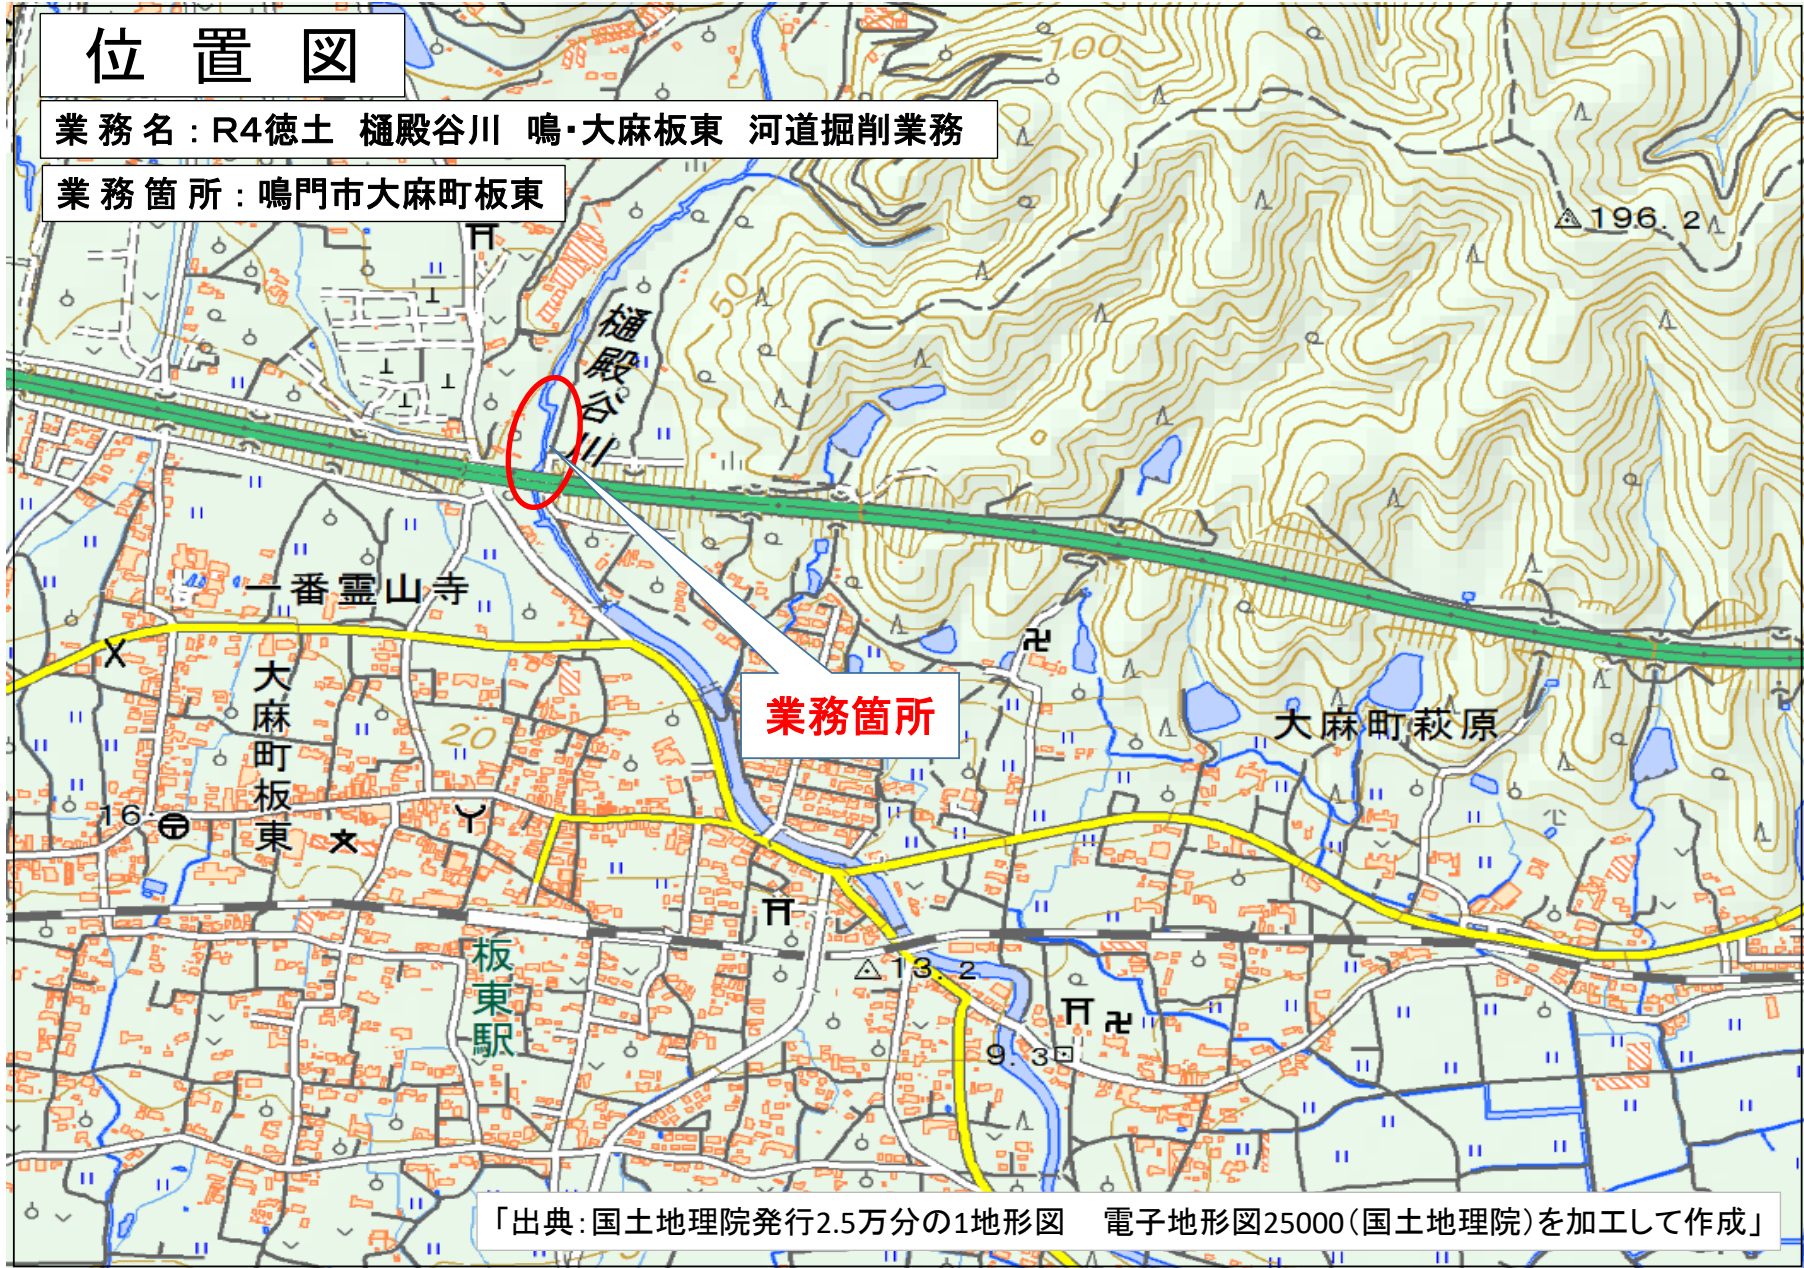 位 置 図
業 務 名 : R4徳土 樋殿谷川 鳴・大麻板東 河道掘削業務
業 務 箇 所 : 鳴門市大麻町板東
100
196.2
50
樋殿谷川
一番霊山寺
大麻町板東
業務箇所
大麻町萩原
20
16
板東駅
13.2
9.3
「出典：国土地理院発行2.5万分の1地形図 電子地形図25000（国土地理院）を加工して作成」